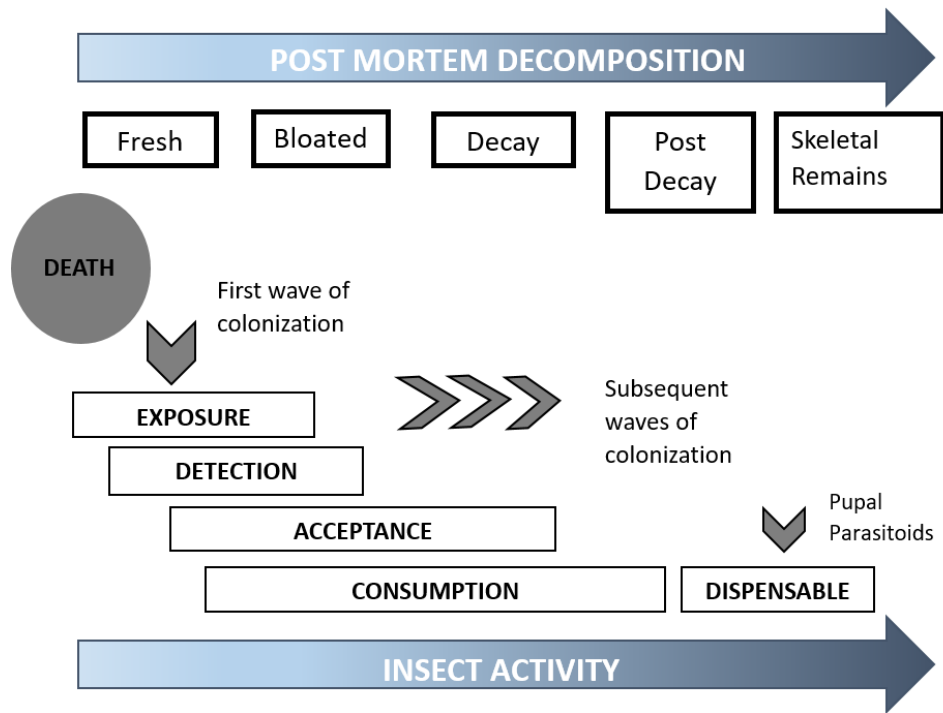 POST MORTEM DECOMPOSITION
Fresh
Bloated
Decay
Post
Decay
Skeletal
Remains
DEATH
First wave of
colonization
EXPOSURE
Subsequent
waves of
colonization
DETECTION
ACCEPTANCE
Pupal
Parasitoids
CONSUMPTION
DISPENSABLE
INSECT ACTIVITY